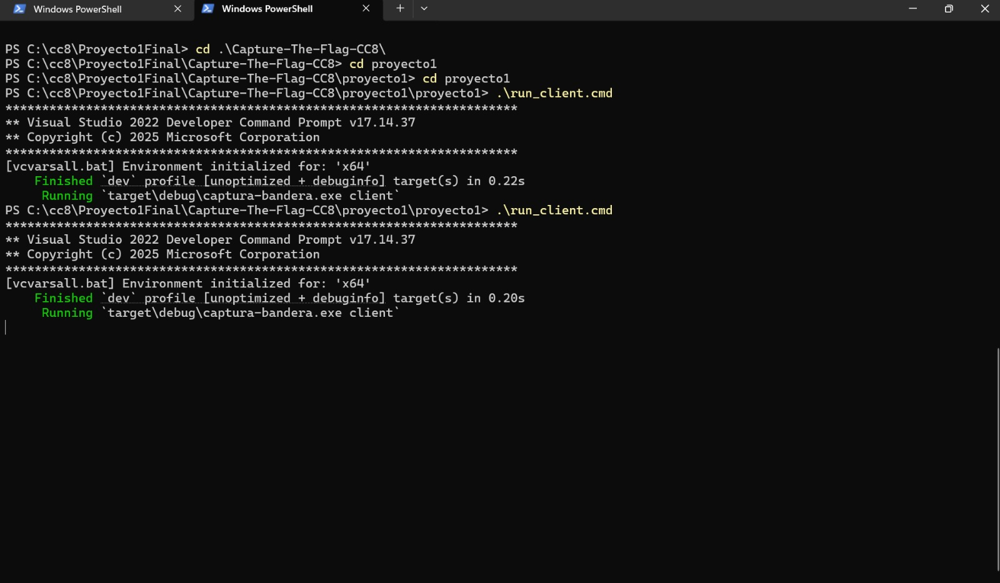 Windows PowerShell
Windows PowerShell
PS C:\cc8\Proyecto1Final> cd .\Capture-The-Flag-CC8\
PS C:\cc8\Proyecto1Final\Capture-The-Flag-CC8> cd proyecto1
PS C:\cc8\Proyecto1Final\Capture-The-Flag-CC8\proyecto1> cd proyecto1
PS C:\cc8\Proyecto1Final\Capture-The-Flag-CC8\proyecto1\proyecto1> .\run_client.cmd
**********************************************************************
** Visual Studio 2022 Developer Command Prompt v17.14.37
** Copyright (c) 2025 Microsoft Corporation
**********************************************************************
[vcvarsall.bat] Environment initialized for: 'x64'
    Finished `dev` profile [unoptimized + debuginfo] target(s) in 0.22s
     Running `target\debug\captura-bandera.exe client`
PS C:\cc8\Proyecto1Final\Capture-The-Flag-CC8\proyecto1\proyecto1> .\run_client.cmd
**********************************************************************
** Visual Studio 2022 Developer Command Prompt v17.14.37
** Copyright (c) 2025 Microsoft Corporation
**********************************************************************
[vcvarsall.bat] Environment initialized for: 'x64'
    Finished `dev` profile [unoptimized + debuginfo] target(s) in 0.20s
     Running `target\debug\captura-bandera.exe client`